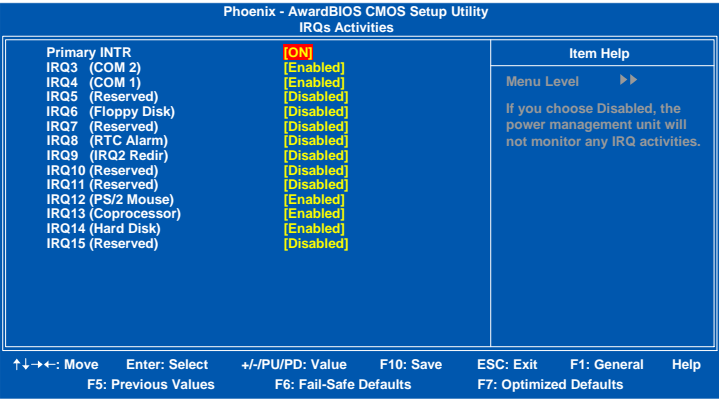 Phoenix - AwardBIOS CMOS Setup Utility
IRQs Activities
Primary INTR [ON]
IRQ3 (COM 2) [Enabled]
IRQ4 (COM 1) [Enabled]
IRQ5 (Reserved) [Disabled]
IRQ6 (Floppy Disk) [Disabled]
IRQ7 (Reserved) [Disabled]
IRQ8 (RTC Alarm) [Disabled]
IRQ9 (IRQ2 Redir) [Disabled]
IRQ10 (Reserved) [Disabled]
IRQ11 (Reserved) [Disabled]
IRQ12 (PS/2 Mouse) [Enabled]
IRQ13 (Coprocessor) [Enabled]
IRQ14 (Hard Disk) [Enabled]
IRQ15 (Reserved) [Disabled]
Item Help
Menu Level ▶▶
If you choose Disabled, the
power management unit will
not monitor any IRQ activities.
↑↓→←: Move Enter: Select +/-/PU/PD: Value F10: Save ESC: Exit F1: General Help
F5: Previous Values F6: Fail-Safe Defaults F7: Optimized Defaults